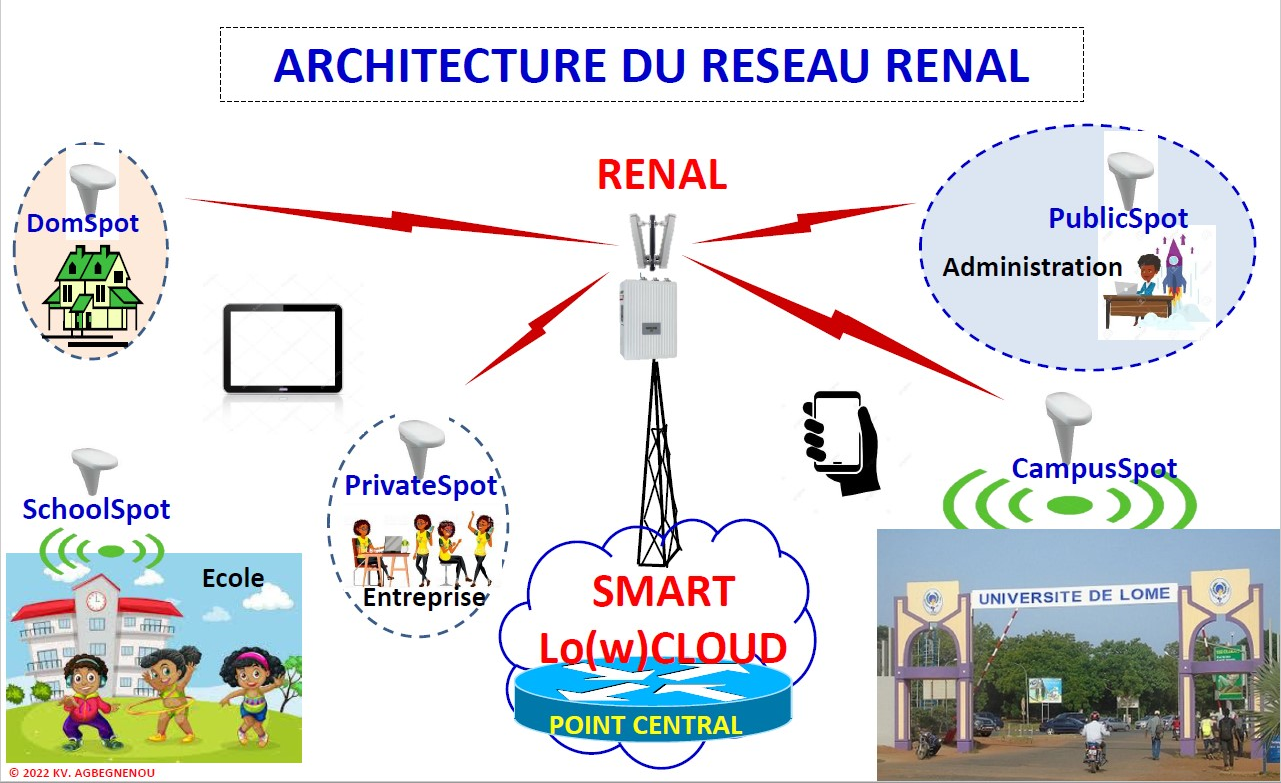 ARCHITECTURE DU RESEAU RENAL
RENAL
DomSpot
PublicSpot
Administration
CampusSpot
PrivateSpot
Entreprise
SchoolSpot
Ecole
UNIVERSITE DE LOME
SMART
Lo(w)CLOUD
POINT CENTRAL
© 2022 KV. AGBEGNENOU